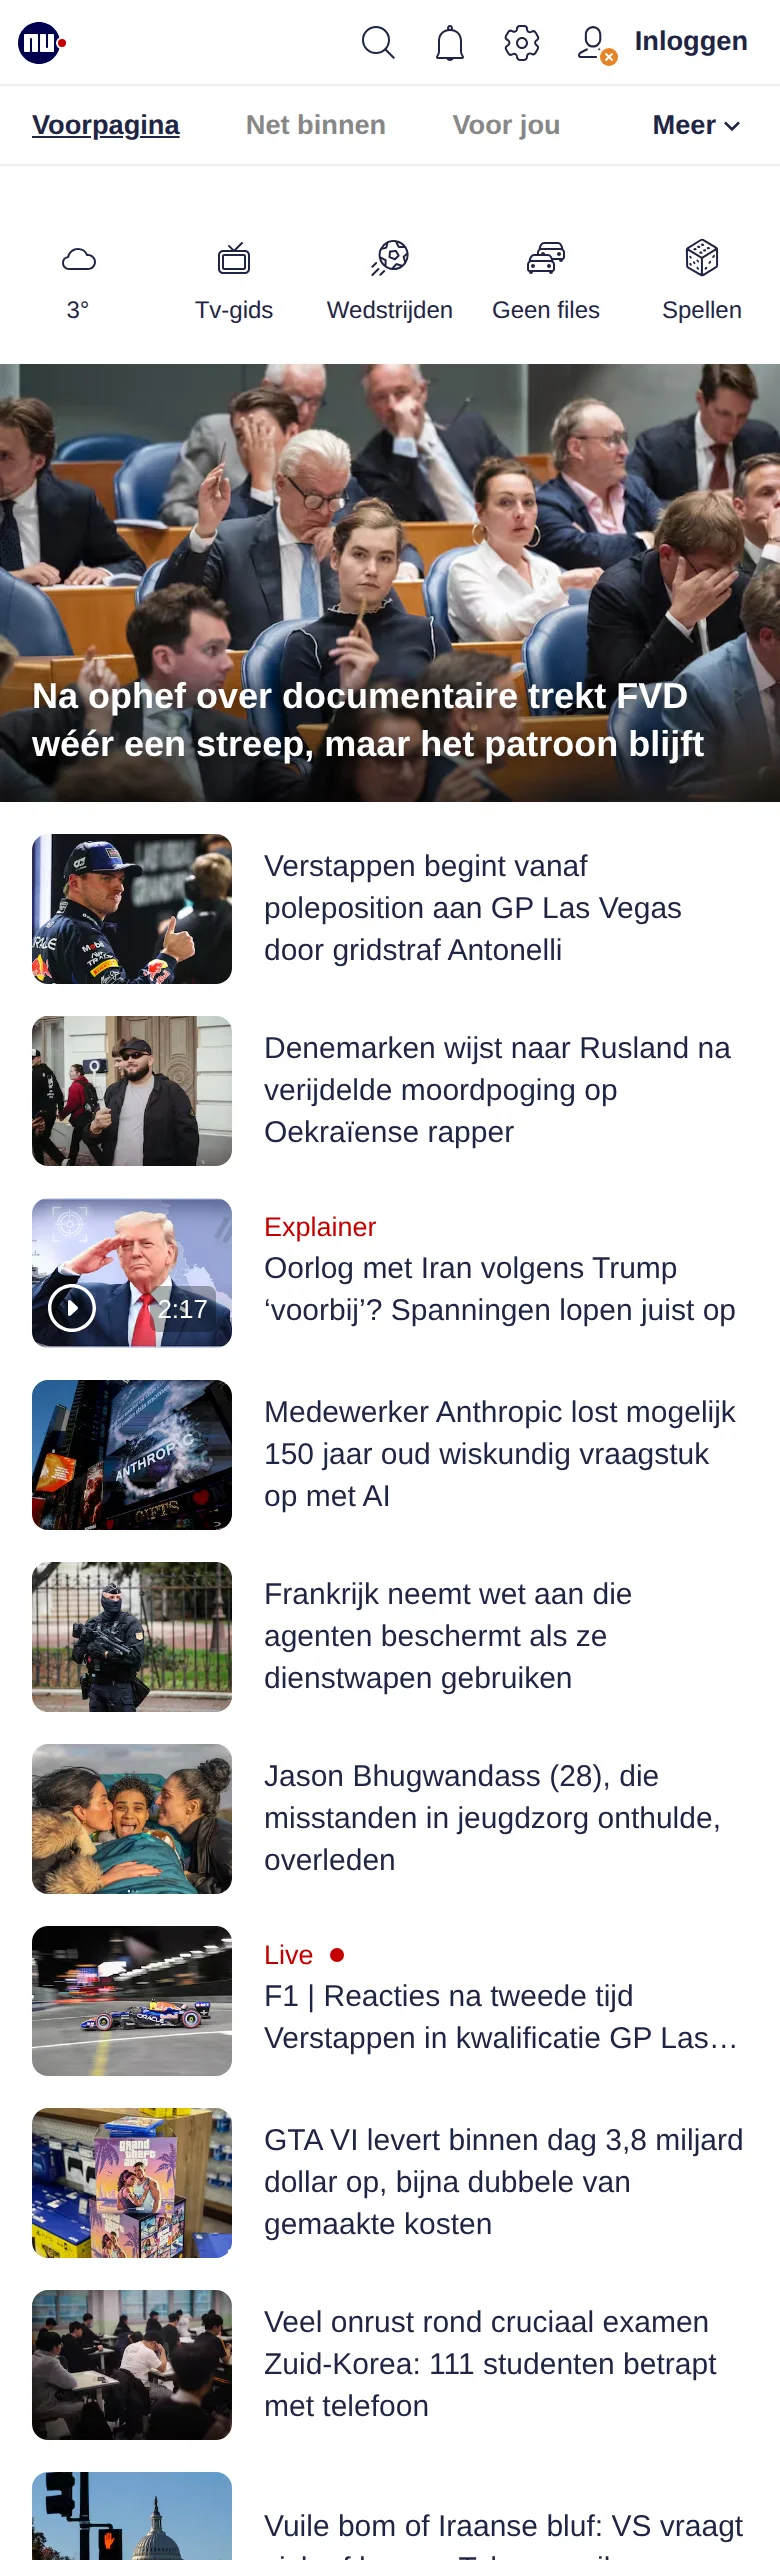 nu
Inloggen
Voorpagina
Net binnen
Voor jou
Meer
3°
Tv-gids
Wedstrijden
Geen files
Spellen
Na ophef over documentaire trekt FVD
wéér een streep, maar het patroon blijft
Verstappen begint vanaf
poleposition aan GP Las Vegas
door gridstraf Antonelli
Denemarken wijst naar Rusland na
verijdelde moordpoging op
Oekraïense rapper
Explainer
Oorlog met Iran volgens Trump
‘voorbij’? Spanningen lopen juist op
2:17
Medewerker Anthropic lost mogelijk
150 jaar oud wiskundig vraagstuk
op met AI
ANTHROPIC
GIFTS
Frankrijk neemt wet aan die
agenten beschermt als ze
dienstwapen gebruiken
Jason Bhugwandass (28), die
misstanden in jeugdzorg onthulde,
overleden
Live
F1 | Reacties na tweede tijd
Verstappen in kwalificatie GP Las…
ORACLE
GTA VI levert binnen dag 3,8 miljard
dollar op, bijna dubbele van
gemaakte kosten
grand
theft
Veel onrust rond cruciaal examen
Zuid-Korea: 111 studenten betrapt
met telefoon
Vuile bom of Iraanse bluf: VS vraagt